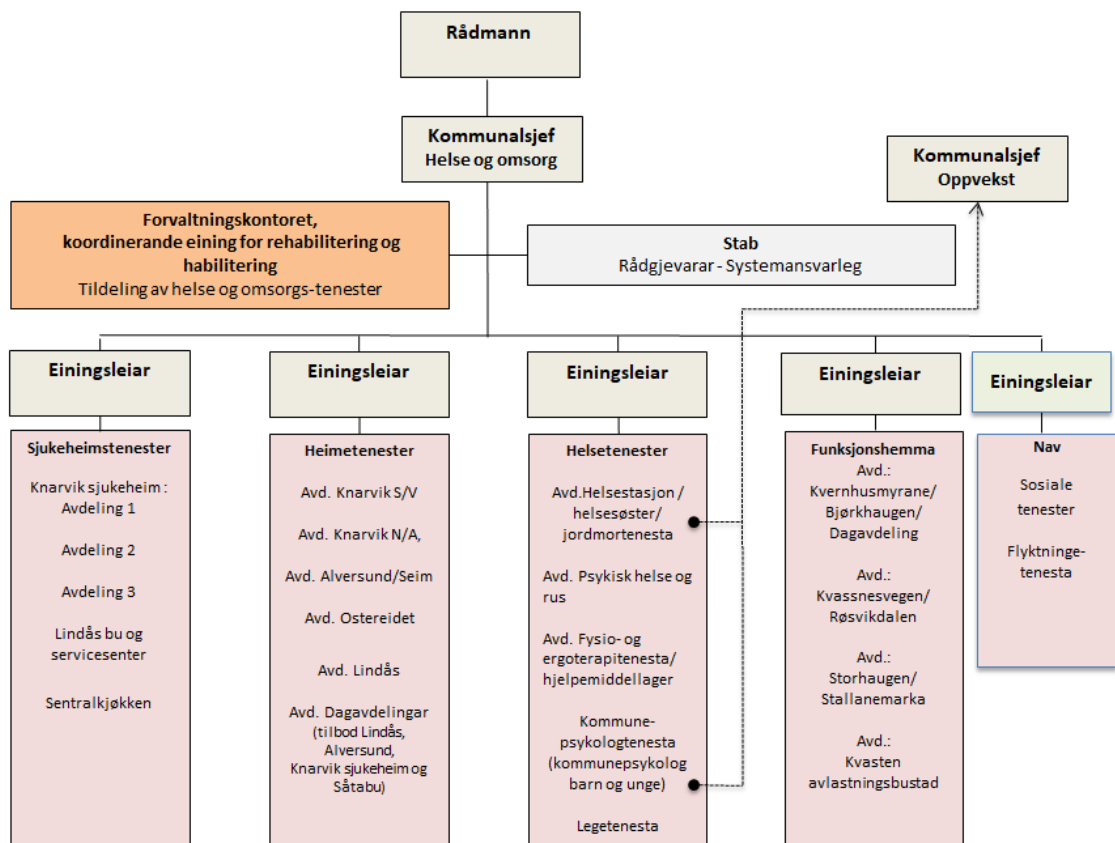 Rådmann
Kommunalsjef
Helse og omsorg
Kommunalsjef
Oppvekst
Forvaltningskontoret,
koordinerande eining for rehabilitering og
habilitering
Tildeling av helse og omsorgs-tenester
Stab
Rådgjevarar - Systemansvarleg
Einingsleiar
Einingsleiar
Einingsleiar
Einingsleiar
Einingsleiar
Sjukeheimstenester
Knarvik sjukeheim :
Avdeling 1
Avdeling 2
Avdeling 3
Lindås bu og
servicesenter
Sentralkjøkken
Heimetenester
Avd. Knarvik S/V
Avd. Knarvik N/A,
Avd. Alversund/Seim
Avd. Ostereidet
Avd. Lindås
Avd. Dagavdelingar
(tilbod Lindås,
Alversund,
Knarvik sjukeheim og
Såtabu)
Helsetenester
Avd.Helsestasjon /
helsesøster/
jordmortenesta
Avd. Psykisk helse og
rus
Avd. Fysio- og
ergoterapitenesta/
hjelpemiddellager
Kommune-
psykologtenesta
(kommunepsykolog
barn og unge)
Legetenesta
Funksjonshemma
Avd.:
Kvernhusmyrane/
Bjørkhaugen/
Dagavdeling
Avd.:
Kvassnesvegen/
Røsvikdalen
Avd.:
Storhaugen/
Stallanemarka
Avd.:
Kvasten
avlastningsbustad
Nav
Sosiale
tenester
Flyktninge-
tenesta